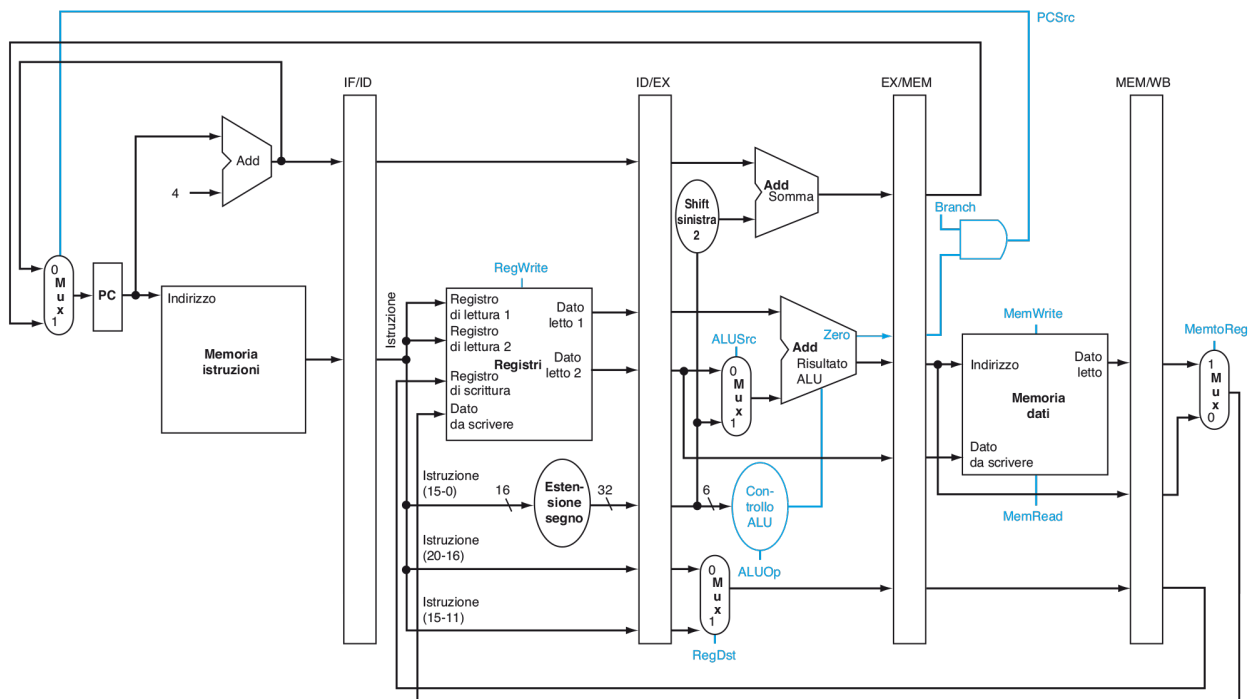 PCSrc
IF/ID
ID/EX
EX/MEM
MEM/WB
Add
4
Shift
sinistra
2
Add
Somma
Branch
0
M
u
x
1
PC
Indirizzo
Memoria
istruzioni
Istruzione
RegWrite
Registro
di lettura 1
Registro
di lettura 2
Registri
Registro
di scrittura
Dato
da scrivere
Dato
letto 1
Dato
letto 2
ALUSrc
0
M
u
x
1
Zero
Add
Risultato
ALU
MemWrite
Indirizzo
Dato
letto
Memoria
dati
Dato
da scrivere
MemRead
MemtoReg
1
M
u
x
0
Istruzione
(15-0)
16
Esten-
sione
segno
32
6
Con-
trollo
ALU
ALUOp
Istruzione
(20-16)
Istruzione
(15-11)
0
M
u
x
1
RegDst